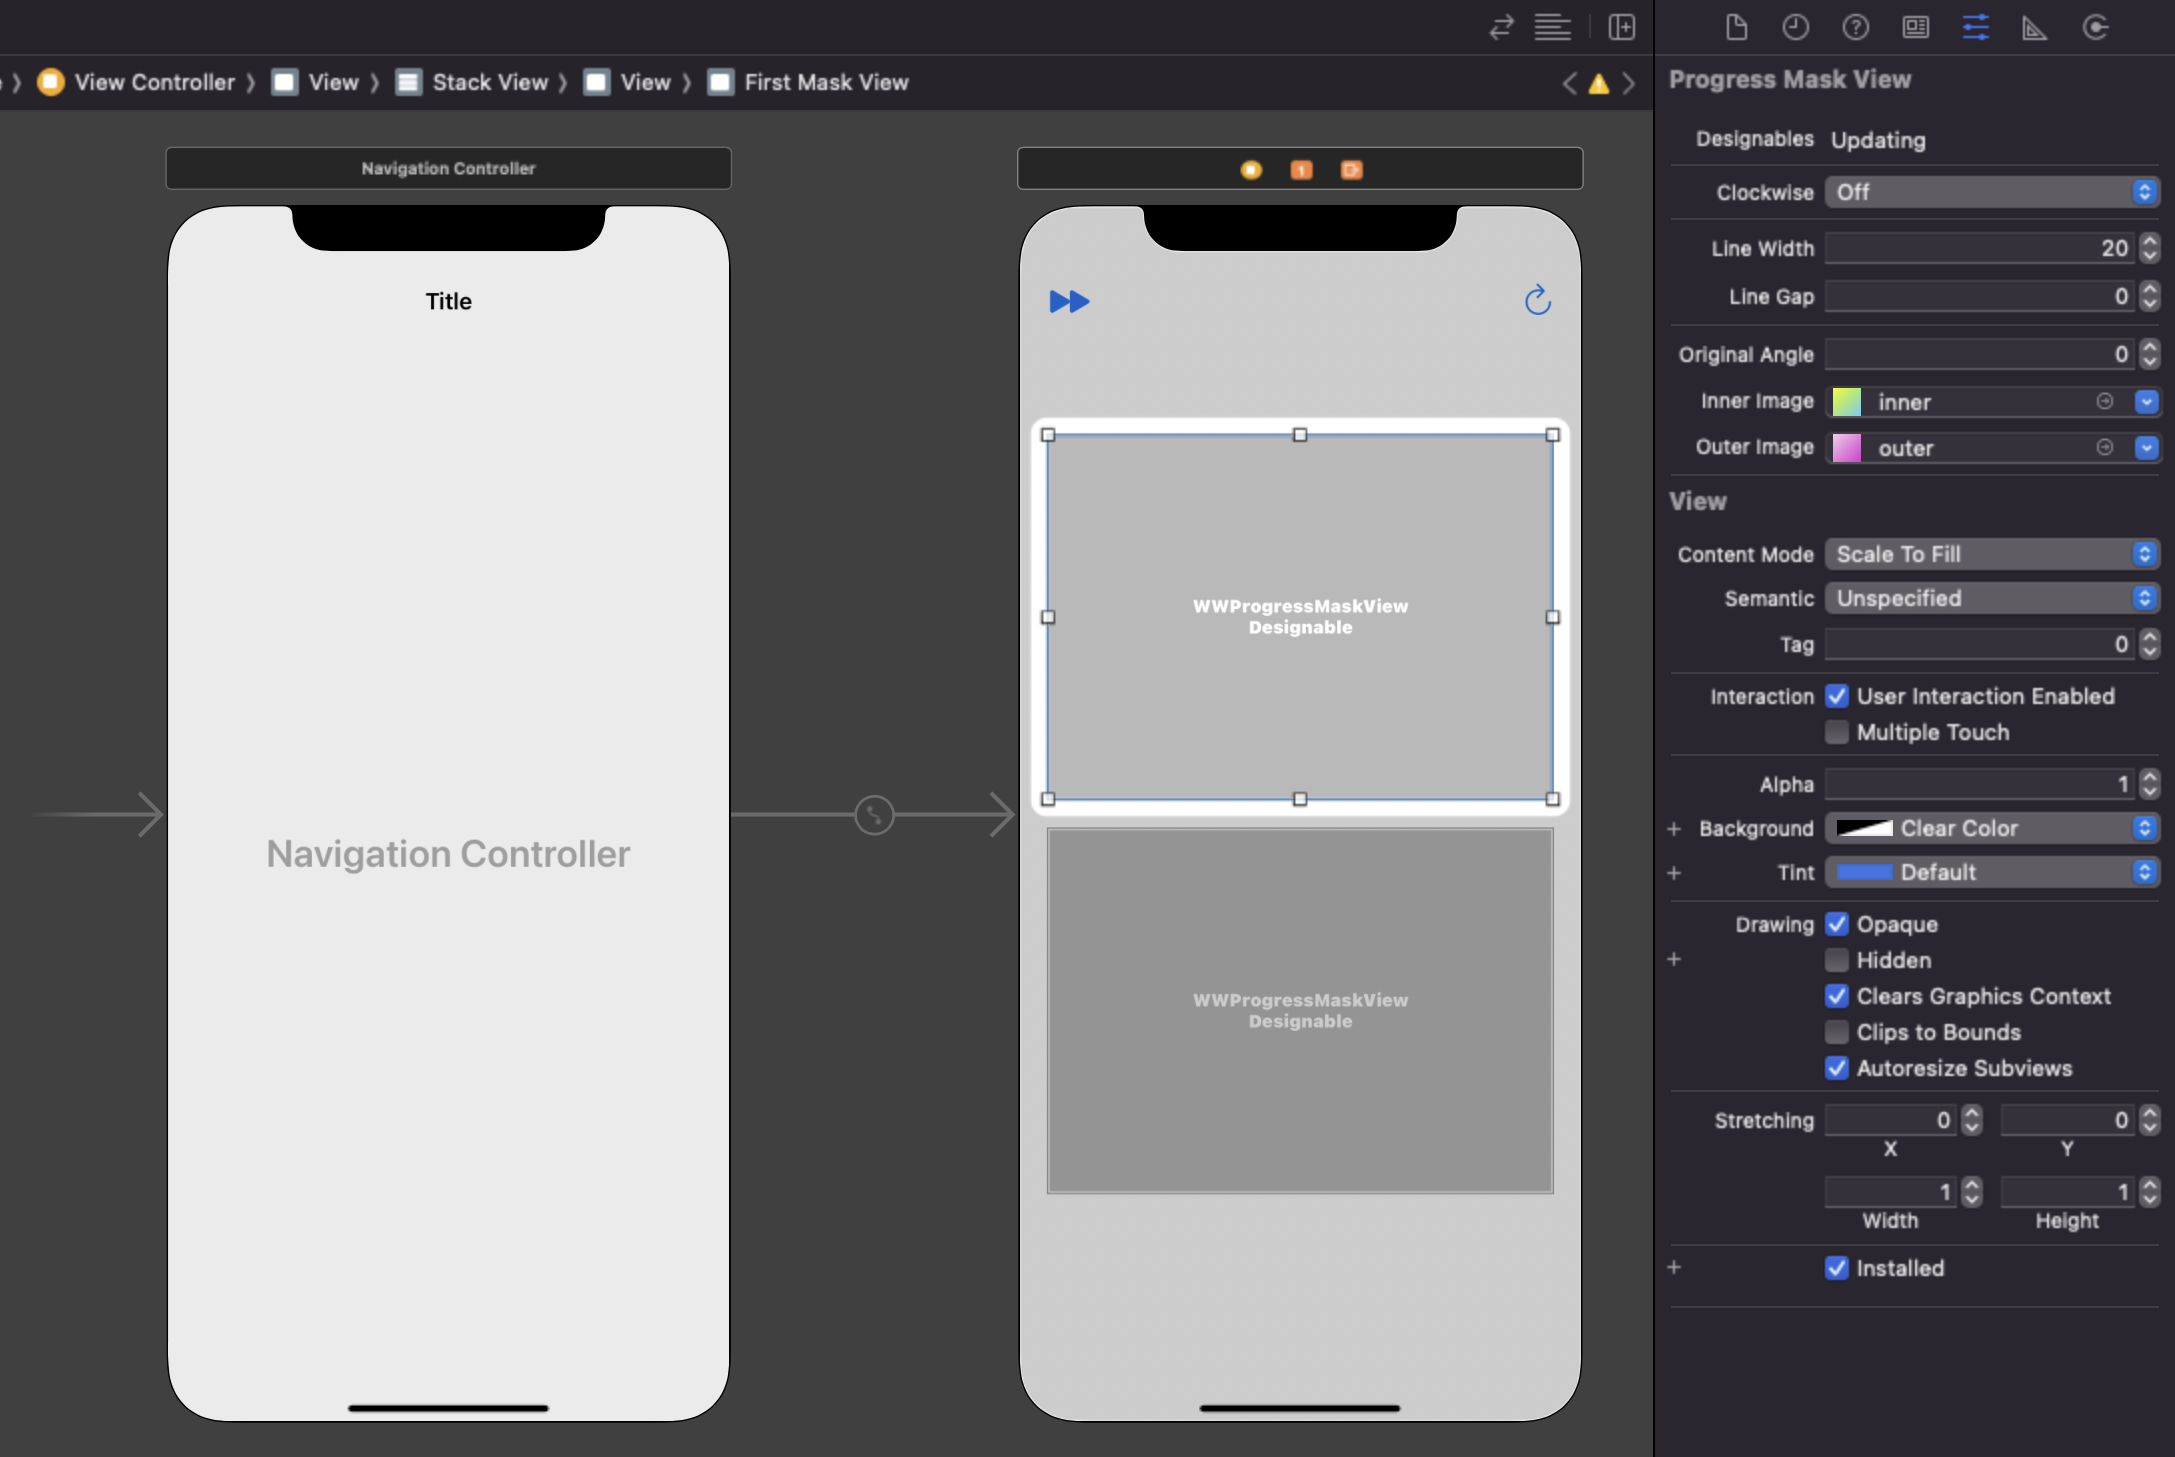 View Controller
View
Stack View
View
First Mask View
Navigation Controller
1
Title
Navigation Controller
WWProgressMaskView
Designable
WWProgressMaskView
Designable
Progress Mask View
Designables Updating
Clockwise Off
Line Width 20
Line Gap 0
Original Angle 0
Inner Image inner
Outer Image outer
View
Content Mode Scale To Fill
Semantic Unspecified
Tag 0
Interaction User Interaction Enabled
Multiple Touch
Alpha 1
+ Background Clear Color
+ Tint Default
Drawing Opaque
+ Hidden
Clears Graphics Context
Clips to Bounds
Autoresize Subviews
Stretching 0 0
X Y
1 1
Width Height
+ Installed